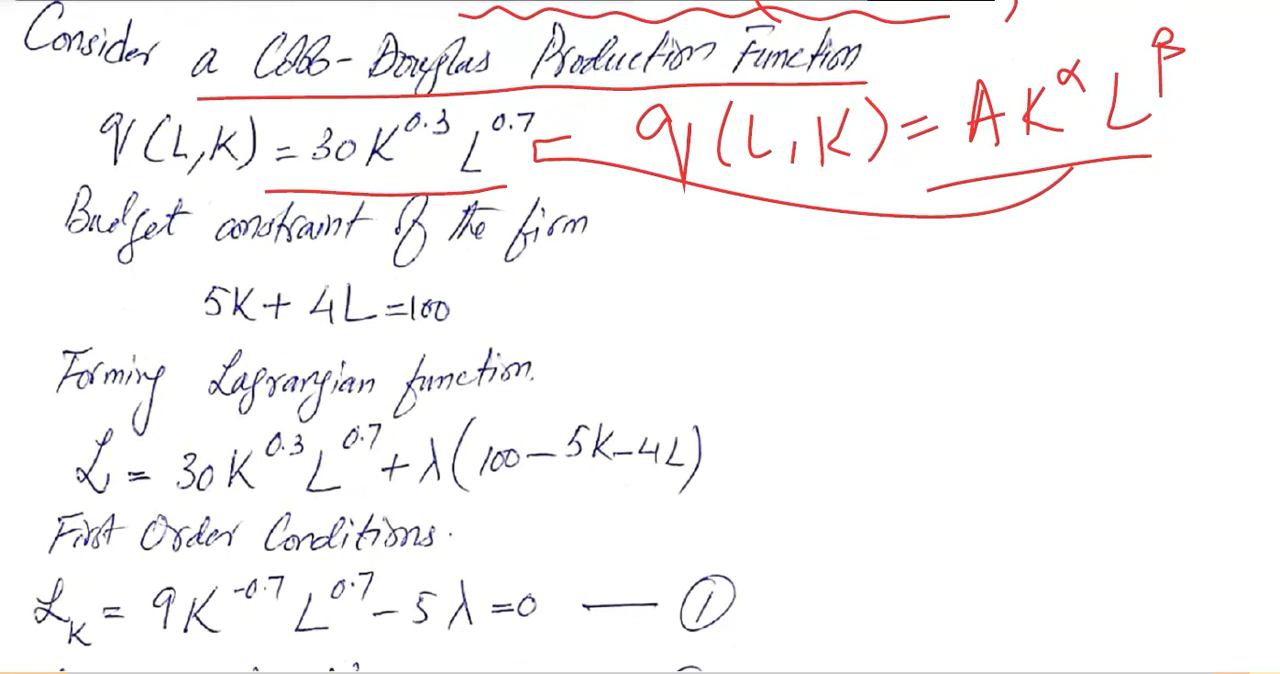 Consider a COBB-Douglas Production Function
q(L,K) = 30K^0.3 L^0.7 q(L,K) = AK^α L^β
Budget constraint of the firm
5K + 4L = 100
Forming Lagrangian function.
ℒ = 30K^0.3 L^0.7 + λ(100 - 5K - 4L)
First Order Conditions.
ℒ_K = 9K^-0.7 L^0.7 - 5λ = 0 — ①